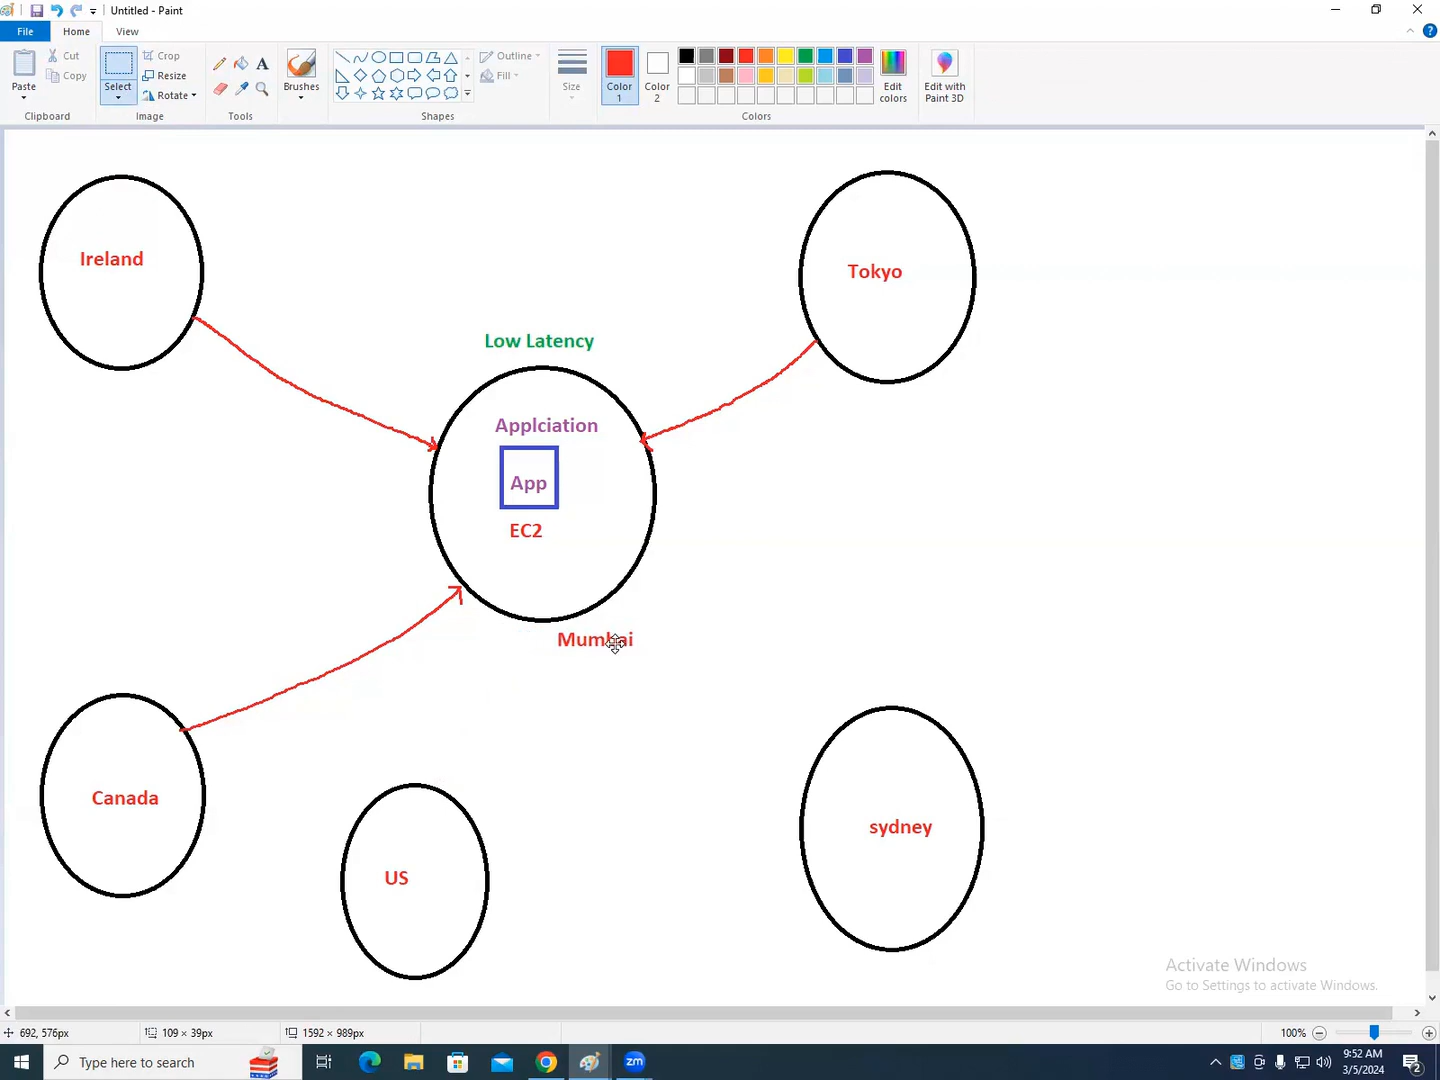 Untitled - Paint
File
Home
View
Paste
Cut
Copy
Clipboard
Select
Crop
Resize
Rotate
Image
A
Tools
Brushes
Shapes
Outline
Fill
Size
Color
1
Color
2
Edit
colors
Colors
Edit with
Paint 3D
Ireland
Tokyo
Low Latency
Applciation
App
EC2
Mumbai
Canada
US
sydney
Activate Windows
Go to Settings to activate Windows.
692, 576px
109 × 39px
1592 × 989px
100%
Type here to search
zm
9:52 AM
3/5/2024
2